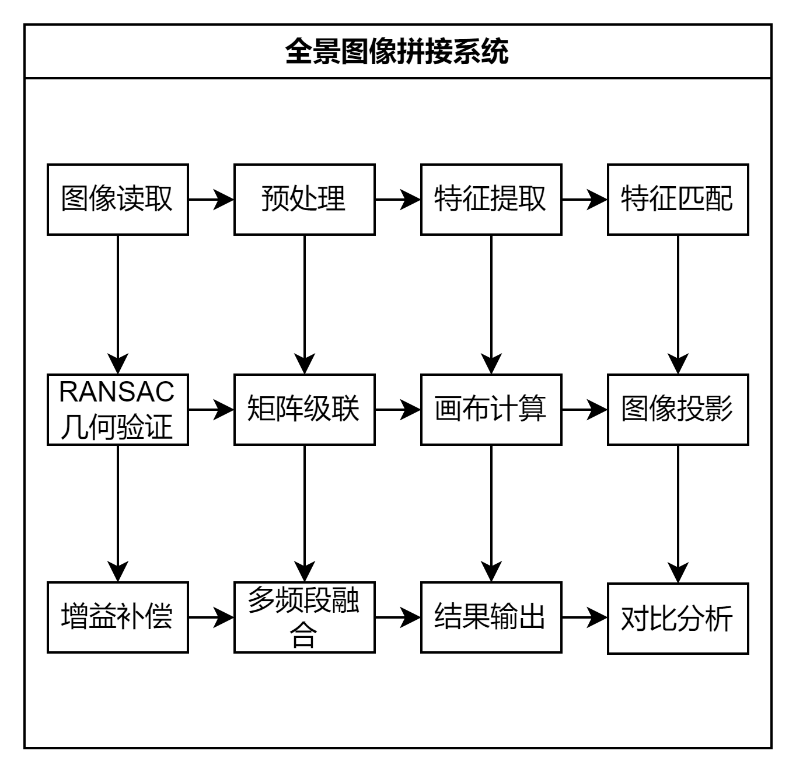 全景图像拼接系统
图像读取
预处理
特征提取
特征匹配
RANSAC
几何验证
矩阵级联
画布计算
图像投影
增益补偿
多频段融
合
结果输出
对比分析